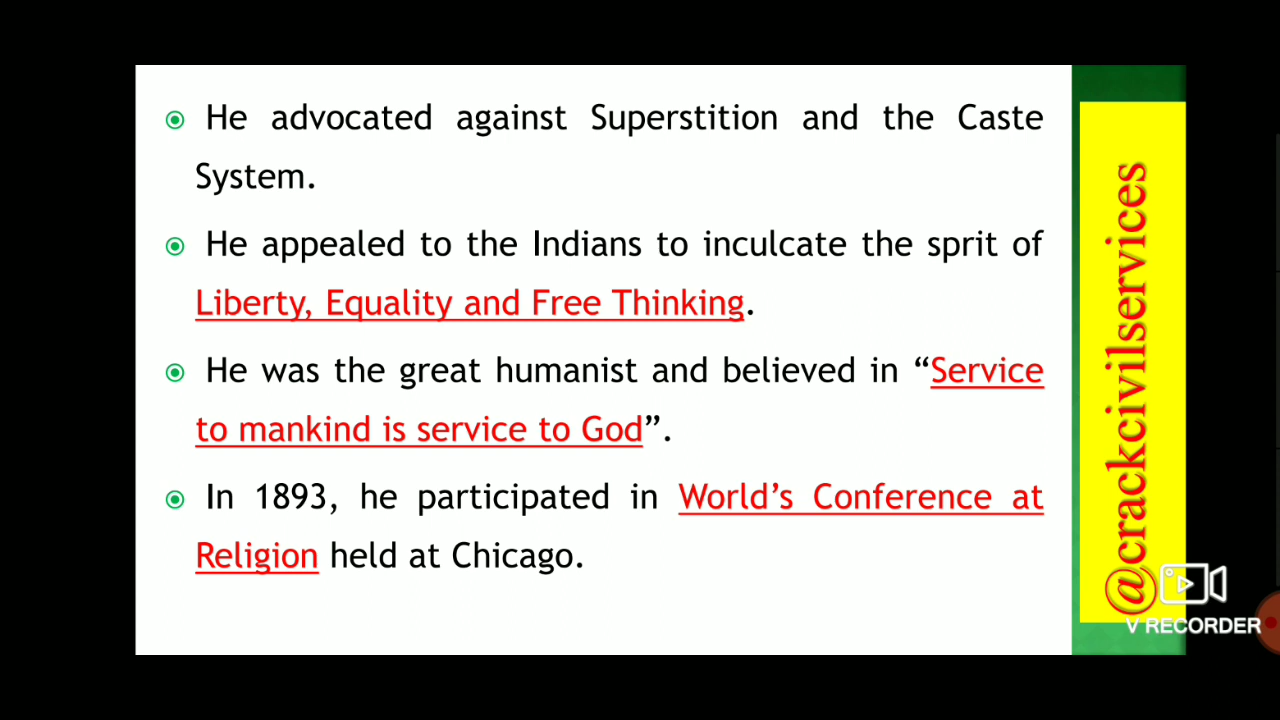 He advocated against Superstition and the Caste
System.
He appealed to the Indians to inculcate the sprit of
Liberty, Equality and Free Thinking.
He was the great humanist and believed in “Service
to mankind is service to God”.
In 1893, he participated in World’s Conference at
Religion held at Chicago.
@crackcivilservices
V RECORDER